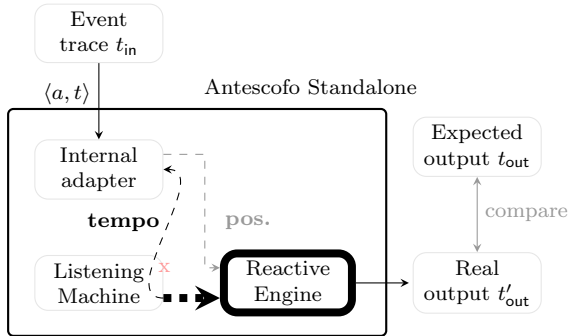 Event
trace t_in
⟨a, t⟩
Antescofo Standalone
Internal
adapter
Expected
output t_out
tempo
pos.
compare
x
Listening
Machine
Reactive
Engine
Real
output t'_out